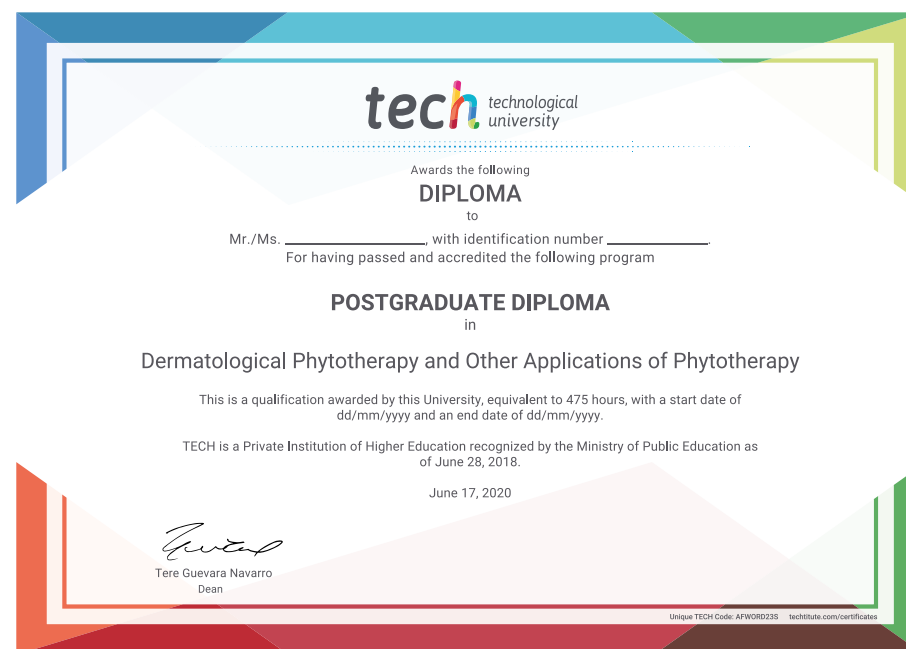 tech technological
university
Awards the following
DIPLOMA
to
Mr./Ms. ____________________, with identification number ______________.
For having passed and accredited the following program
POSTGRADUATE DIPLOMA
in
Dermatological Phytotherapy and Other Applications of Phytotherapy
This is a qualification awarded by this University, equivalent to 475 hours, with a start date of
dd/mm/yyyy and an end date of dd/mm/yyyy.
TECH is a Private Institution of Higher Education recognized by the Ministry of Public Education as
of June 28, 2018.
June 17, 2020
Tere Guevara Navarro
Dean
Unique TECH Code: AFWORD23S techtitute.com/certificates